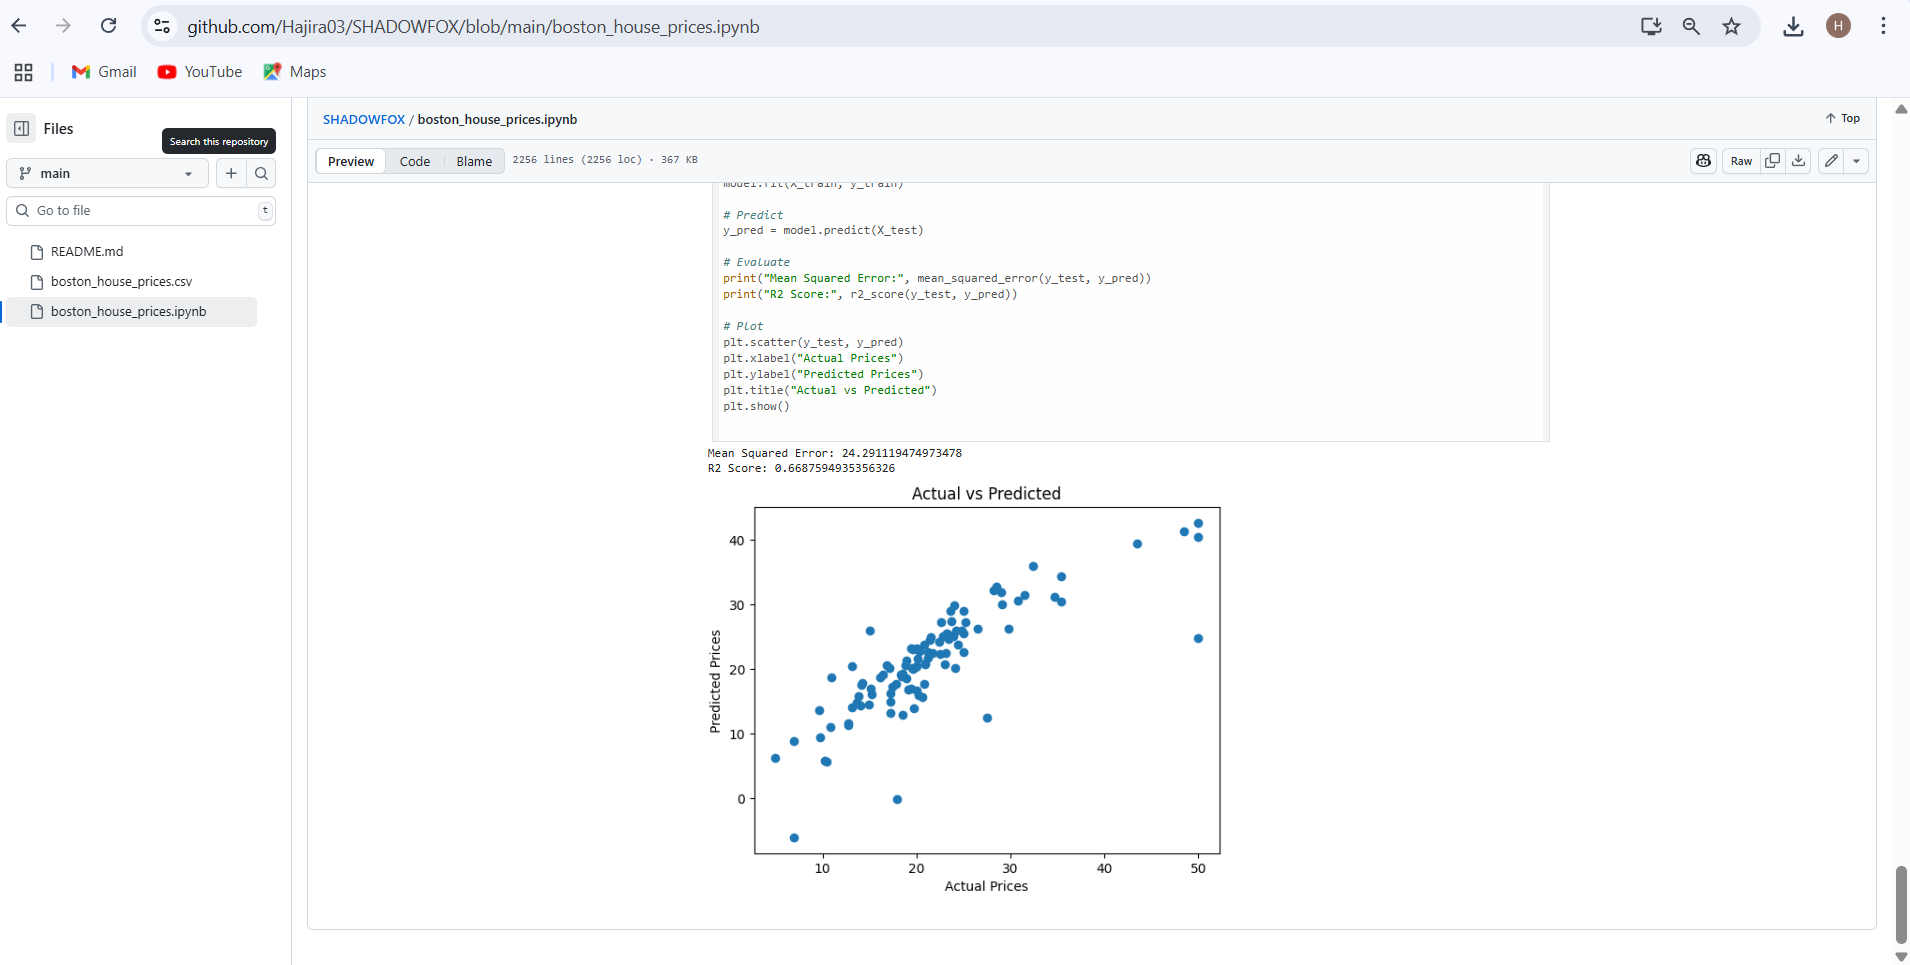 github.com/Hajira03/SHADOWFOX/blob/main/boston_house_prices.ipynb
H
Gmail
YouTube
Maps
Files
Search this repository
main
Go to file
t
README.md
boston_house_prices.csv
boston_house_prices.ipynb
SHADOWFOX / boston_house_prices.ipynb
Top
Preview
Code
Blame
2256 lines (2256 loc) · 367 KB
Raw
model.fit(X_train, y_train)
# Predict
y_pred = model.predict(X_test)
# Evaluate
print("Mean Squared Error:", mean_squared_error(y_test, y_pred))
print("R2 Score:", r2_score(y_test, y_pred))
# Plot
plt.scatter(y_test, y_pred)
plt.xlabel("Actual Prices")
plt.ylabel("Predicted Prices")
plt.title("Actual vs Predicted")
plt.show()
Mean Squared Error: 24.291119474973478
R2 Score: 0.6687594935356326
Actual vs Predicted
Predicted Prices
40
30
20
10
0
10 20 30 40 50
Actual Prices